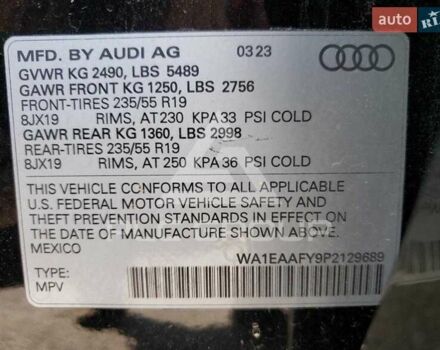 auto
RIA
MFD. BY AUDI AG 03 23
GVWR KG 2490, LBS 5489
GAWR FRONT KG 1250, LBS 2756
FRONT-TIRES 235/55 R19
8JX19 RIMS, AT 230 KPA 33 PSI COLD
GAWR REAR KG 1360, LBS 2998
REAR-TIRES 235/55 R19
8JX19 RIMS, AT 250 KPA 36 PSI COLD
THIS VEHICLE CONFORMS TO ALL APPLICABLE
U.S. FEDERAL MOTOR VEHICLE SAFETY AND
THEFT PREVENTION STANDARDS IN EFFECT ON
THE DATE OF MANUFACTURE SHOWN ABOVE.
MEXICO
WA1EAAFY9P2129689
TYPE:
MPV